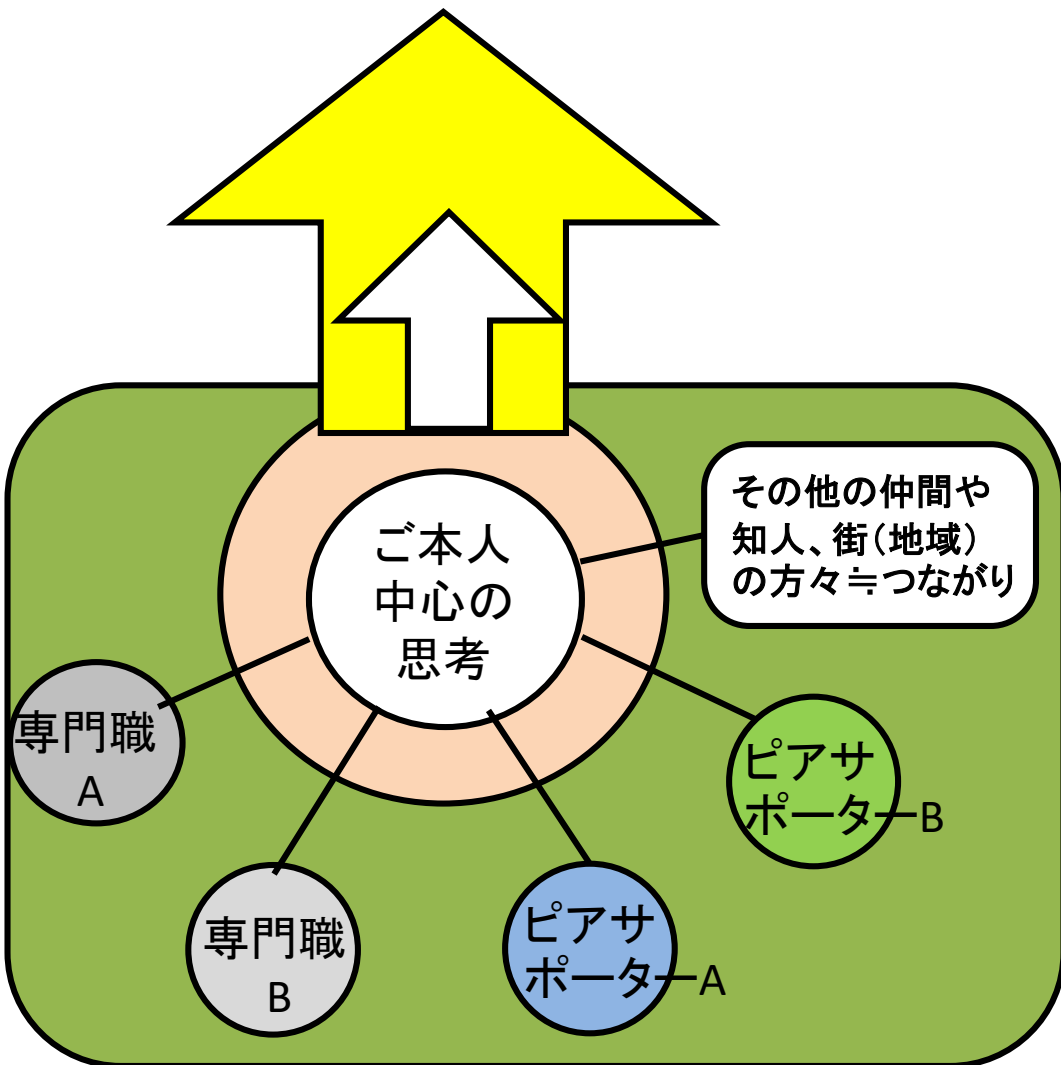 ご本人
中心の
思考
その他の仲間や
知人、街(地域)
の方々≒つながり
専門職
A
専門職
B
ピアサ
ポーターA
ピアサ
ポーターB